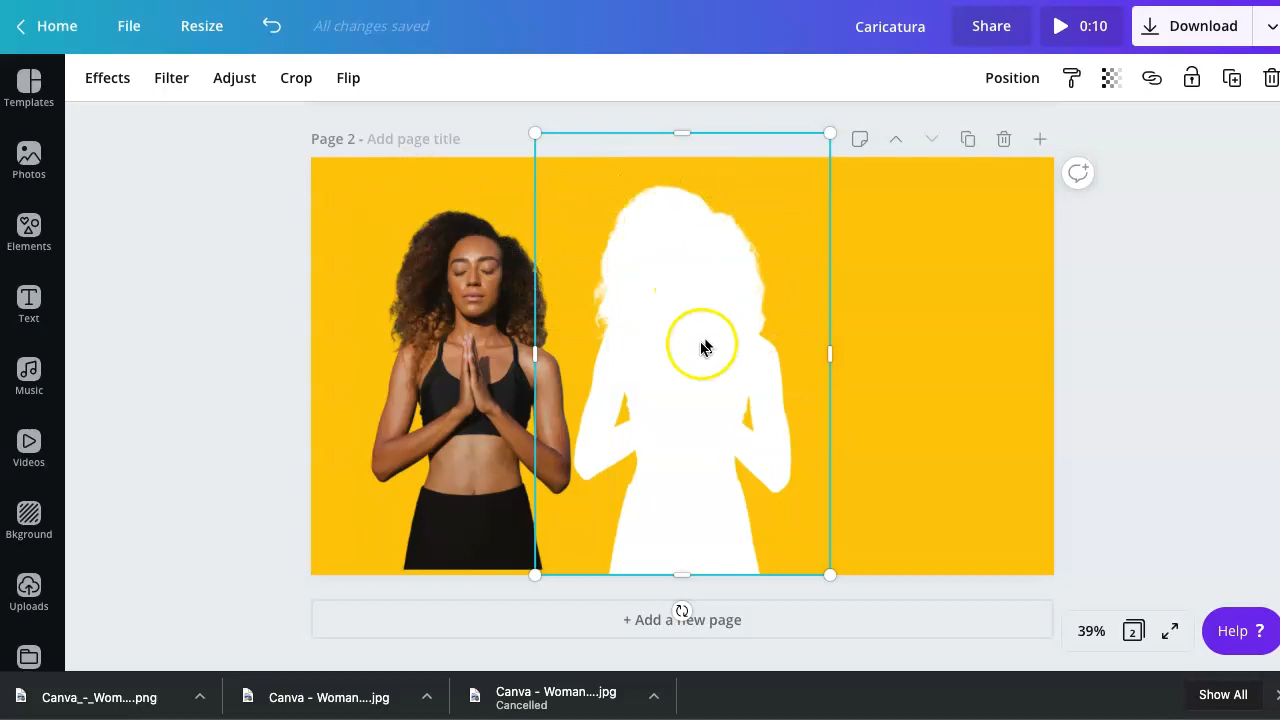 Home
File
Resize
All changes saved
Caricatura
Share
0:10
Download
Effects
Filter
Adjust
Crop
Flip
Position
Templates
Photos
Elements
Text
Music
Videos
Bkground
Uploads
Page 2 - Add page title
+ Add a new page
39%
2
Help ?
Canva_-_Wom....png
Canva - Woman....jpg
Canva - Woman....jpg
Cancelled
Show All